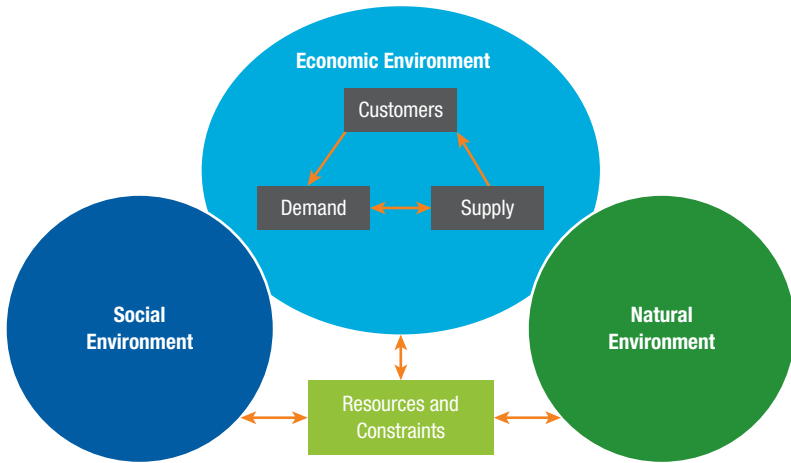 Economic Environment
Customers
Demand
Supply
Social
Environment
Natural
Environment
Resources and
Constraints